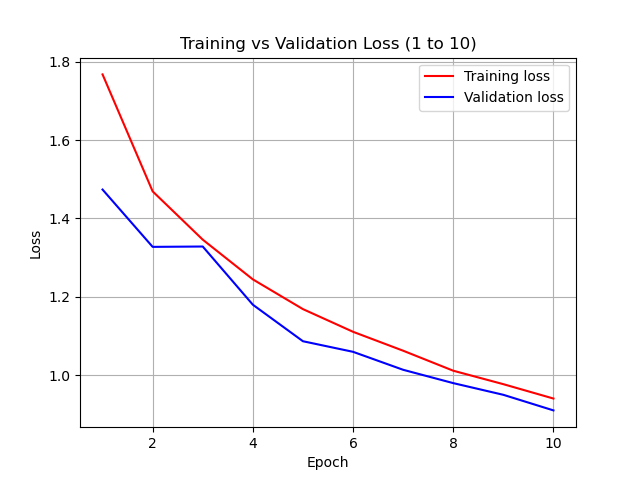 Training vs Validation Loss (1 to 10)
Training loss
Validation loss
Loss
1.8
1.6
1.4
1.2
1.0
2 4 6 8 10
Epoch